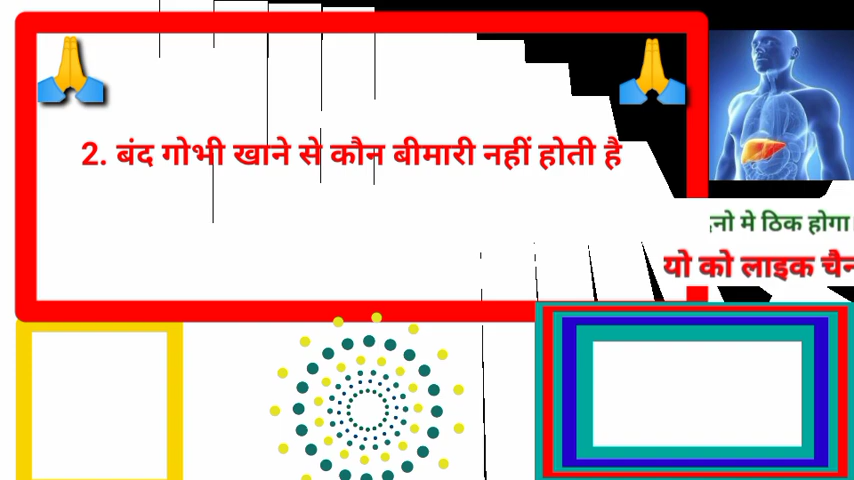 2. बंद गोभी खाने से कौन बीमारी नहीं होती है
मे ठिक होगा
यो को लाइक